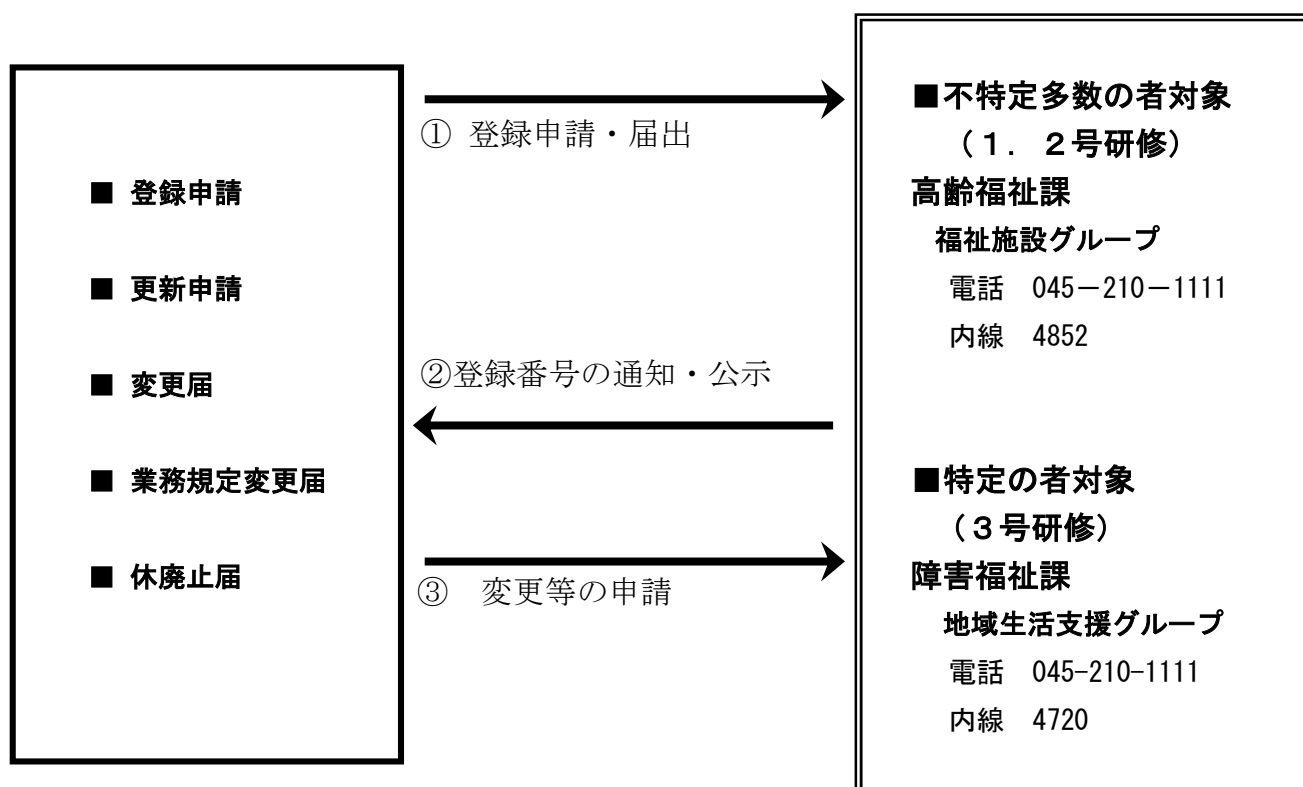 ■ 登録申請
■ 更新申請
■ 変更届
■ 業務規定変更届
■ 休廃止届
① 登録申請・届出
②登録番号の通知・公示
③　変更等の申請
■不特定多数の者対象
（１．２号研修）
高齢福祉課
福祉施設グループ
電話　045－210－1111
内線　4852
■特定の者対象
（３号研修）
障害福祉課
地域生活支援グループ
電話　045-210-1111
内線　4720